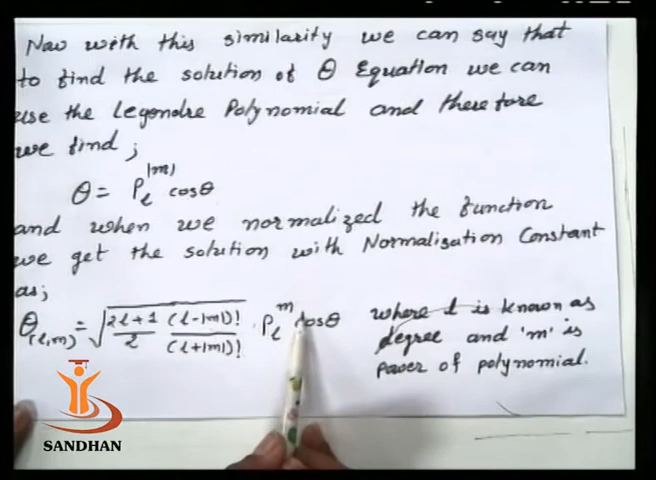 Now with this similarity we can say that
to find the solution of θ Equation we can
use the Legendre Polynomial and therefore
we find;
θ = P_l^|m| cosθ
and when we normalized the function
we get the solution with Normalisation Constant
as;
θ(l,m) = √((2l+1)/2 (l-|m|)!/(l+|m|)!) . P_l^m cosθ
where l is known as
degree and 'm' is
power of polynomial.
SANDHAN